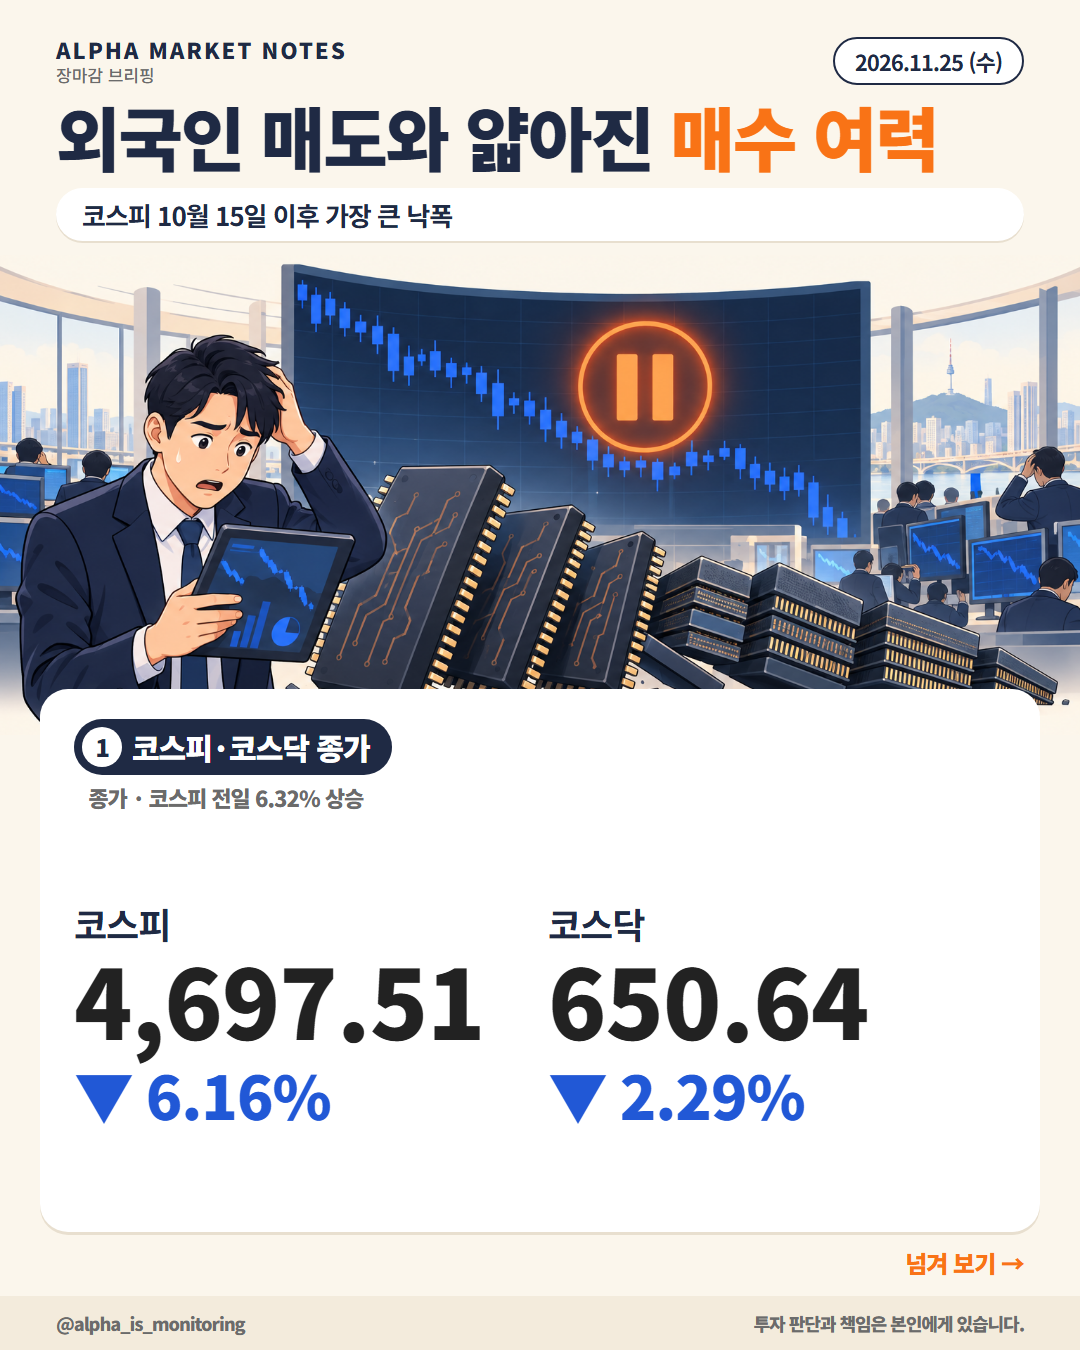 ALPHA MARKET NOTES
장마감 브리핑
2026.11.25 (수)
외국인 매도와 얇아진 매수 여력
코스피 10월 15일 이후 가장 큰 낙폭
1 코스피·코스닥 종가
종가 · 코스피 전일 6.32% 상승
코스피
4,697.51
▼ 6.16%
코스닥
650.64
▼ 2.29%
넘겨 보기 →
@alpha_is_monitoring
투자 판단과 책임은 본인에게 있습니다.